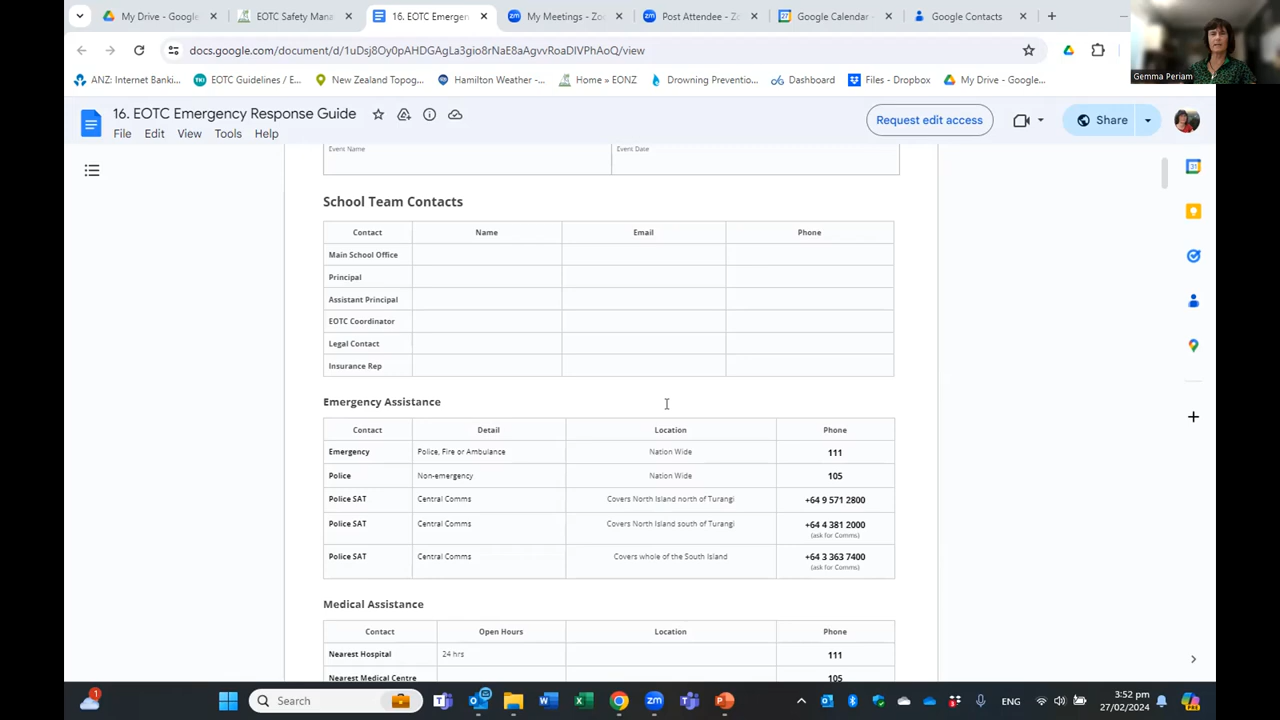 My Drive - Google
EOTC Safety Mana
16. EOTC Emergen
My Meetings - Zoo
Post Attendee - Zo
Google Calendar -
Google Contacts
docs.google.com/document/d/1uDsj8Oy0pAHDGAgLa3gio8rNaE8aAgvvRoaDIVPhAoQ/view
ANZ: Internet Banki...
EOTC Guidelines / E...
New Zealand Topog...
Hamilton Weather -...
Home » EONZ
Drowning Preventio...
Dashboard
Files - Dropbox
My Drive - Google...
Gemma Periam
16. EOTC Emergency Response Guide
File Edit View Tools Help
Request edit access
Share
Event Name Event Date
School Team Contacts
Contact Name Email Phone
Main School Office
Principal
Assistant Principal
EOTC Coordinator
Legal Contact
Insurance Rep
Emergency Assistance
Contact Detail Location Phone
Emergency Police, Fire or Ambulance Nation Wide 111
Police Non-emergency Nation Wide 105
Police SAT Central Comms Covers North Island north of Turangi +64 9 571 2800
Police SAT Central Comms Covers North Island south of Turangi +64 4 381 2000
(ask for Comms)
Police SAT Central Comms Covers whole of the South Island +64 3 363 7400
(ask for Comms)
Medical Assistance
Contact Open Hours Location Phone
Nearest Hospital 24 hrs 111
Nearest Medical Centre 105
1
Search
ENG
3:52 pm
27/02/2024